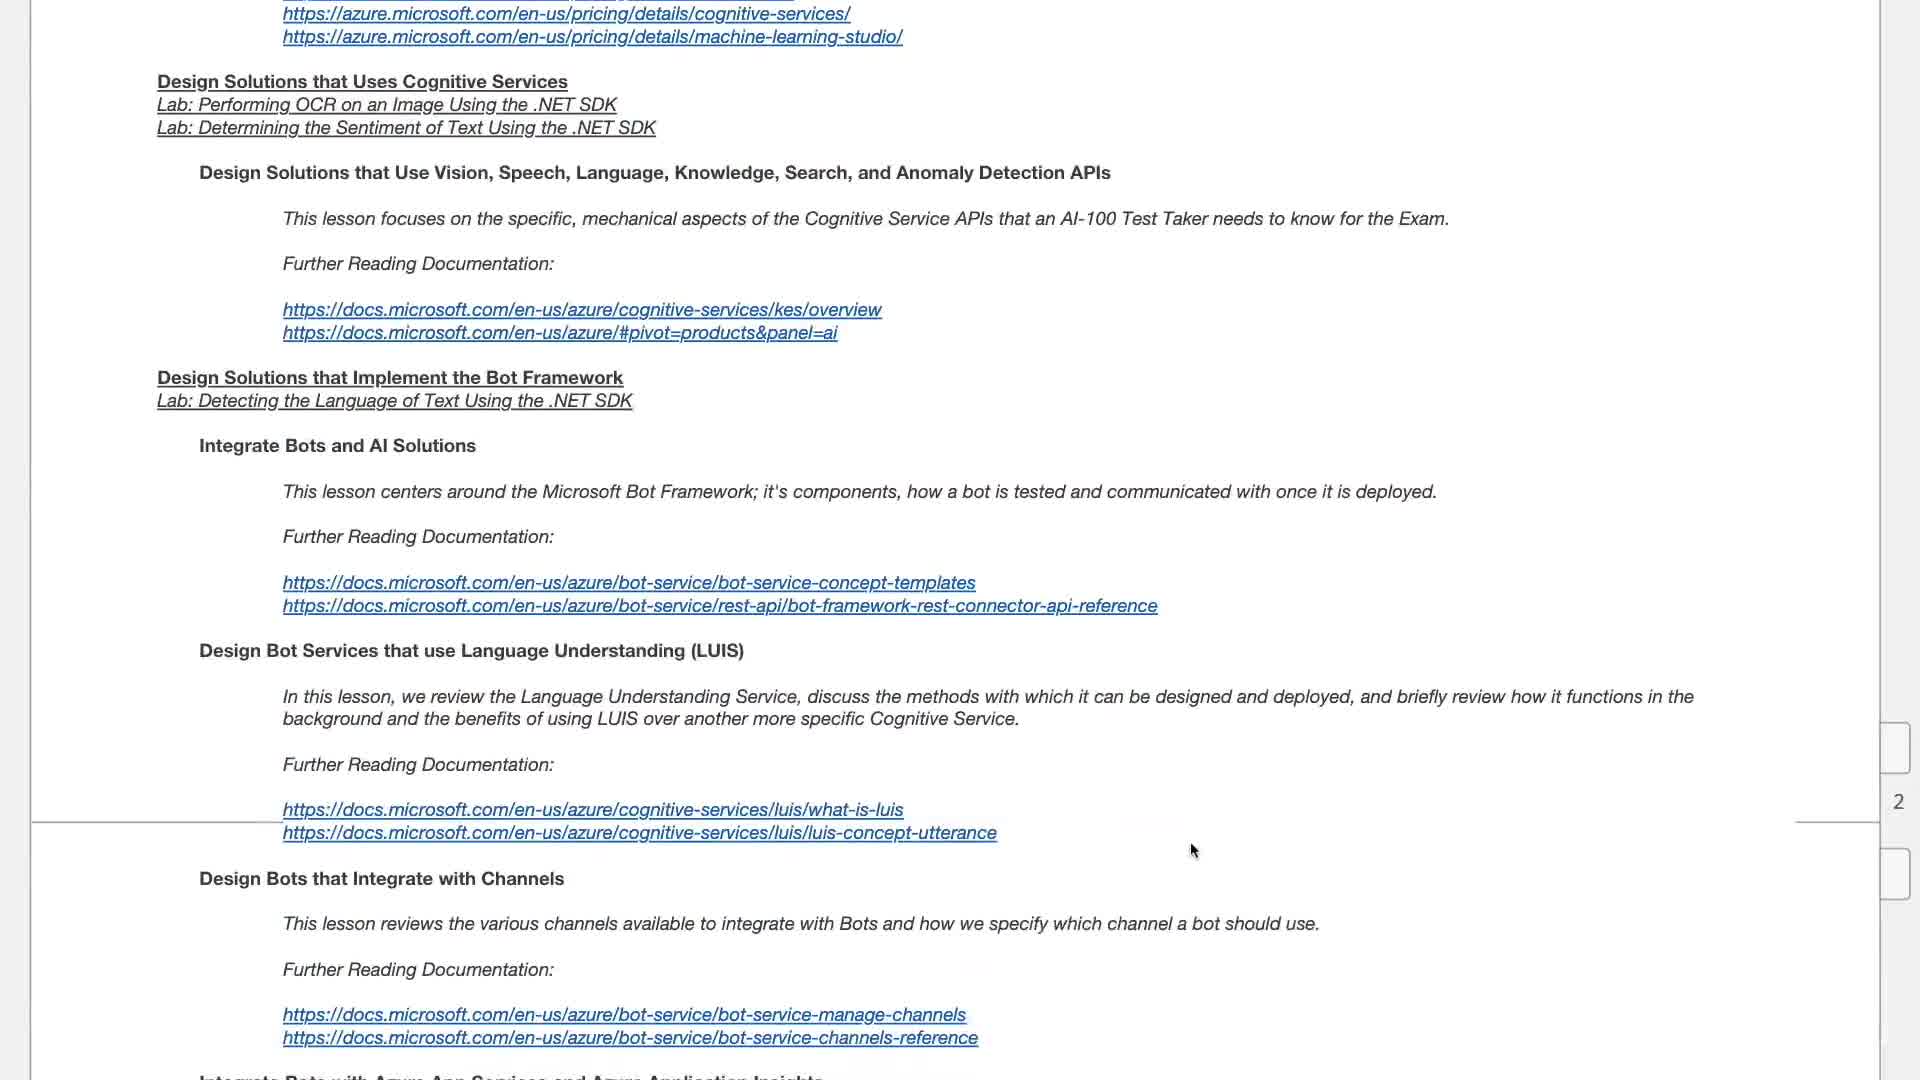 https://azure.microsoft.com/en-us/pricing/details/cognitive-services/
https://azure.microsoft.com/en-us/pricing/details/machine-learning-studio/
Design Solutions that Uses Cognitive Services
Lab: Performing OCR on an Image Using the .NET SDK
Lab: Determining the Sentiment of Text Using the .NET SDK
Design Solutions that Use Vision, Speech, Language, Knowledge, Search, and Anomaly Detection APIs
This lesson focuses on the specific, mechanical aspects of the Cognitive Service APIs that an AI-100 Test Taker needs to know for the Exam.
Further Reading Documentation:
https://docs.microsoft.com/en-us/azure/cognitive-services/kes/overview
https://docs.microsoft.com/en-us/azure/#pivot=products&panel=ai
Design Solutions that Implement the Bot Framework
Lab: Detecting the Language of Text Using the .NET SDK
Integrate Bots and AI Solutions
This lesson centers around the Microsoft Bot Framework; it's components, how a bot is tested and communicated with once it is deployed.
Further Reading Documentation:
https://docs.microsoft.com/en-us/azure/bot-service/bot-service-concept-templates
https://docs.microsoft.com/en-us/azure/bot-service/rest-api/bot-framework-rest-connector-api-reference
Design Bot Services that use Language Understanding (LUIS)
In this lesson, we review the Language Understanding Service, discuss the methods with which it can be designed and deployed, and briefly review how it functions in the
background and the benefits of using LUIS over another more specific Cognitive Service.
Further Reading Documentation:
https://docs.microsoft.com/en-us/azure/cognitive-services/luis/what-is-luis
2
https://docs.microsoft.com/en-us/azure/cognitive-services/luis/luis-concept-utterance
Design Bots that Integrate with Channels
This lesson reviews the various channels available to integrate with Bots and how we specify which channel a bot should use.
Further Reading Documentation:
https://docs.microsoft.com/en-us/azure/bot-service/bot-service-manage-channels
https://docs.microsoft.com/en-us/azure/bot-service/bot-service-channels-reference
Integrate Bots with Azure App Services and Azure Application Insights